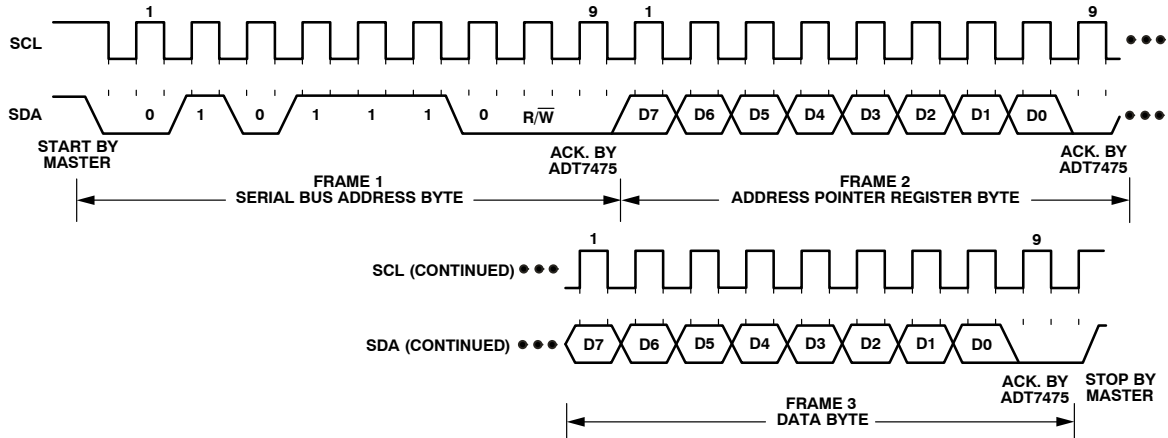 1 9 1 9
SCL
SDA 0 1 0 1 1 1 0 R/W̅ D7 D6 D5 D4 D3 D2 D1 D0
START BY
MASTER
ACK. BY
ADT7475
ACK. BY
ADT7475
FRAME 1
SERIAL BUS ADDRESS BYTE
FRAME 2
ADDRESS POINTER REGISTER BYTE
1 9
SCL (CONTINUED)
SDA (CONTINUED) D7 D6 D5 D4 D3 D2 D1 D0
ACK. BY
ADT7475
STOP BY
MASTER
FRAME 3
DATA BYTE